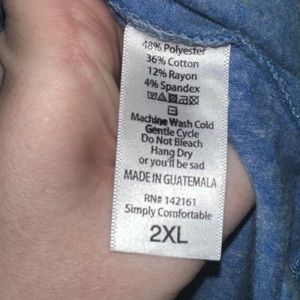 48% Polyester
36% Cotton
12% Rayon
4% Spandex
Machine Wash Cold
Gentle Cycle
Do Not Bleach
Hang Dry
or you'll be sad
MADE IN GUATEMALA
RN# 142161
Simply Comfortable
2XL